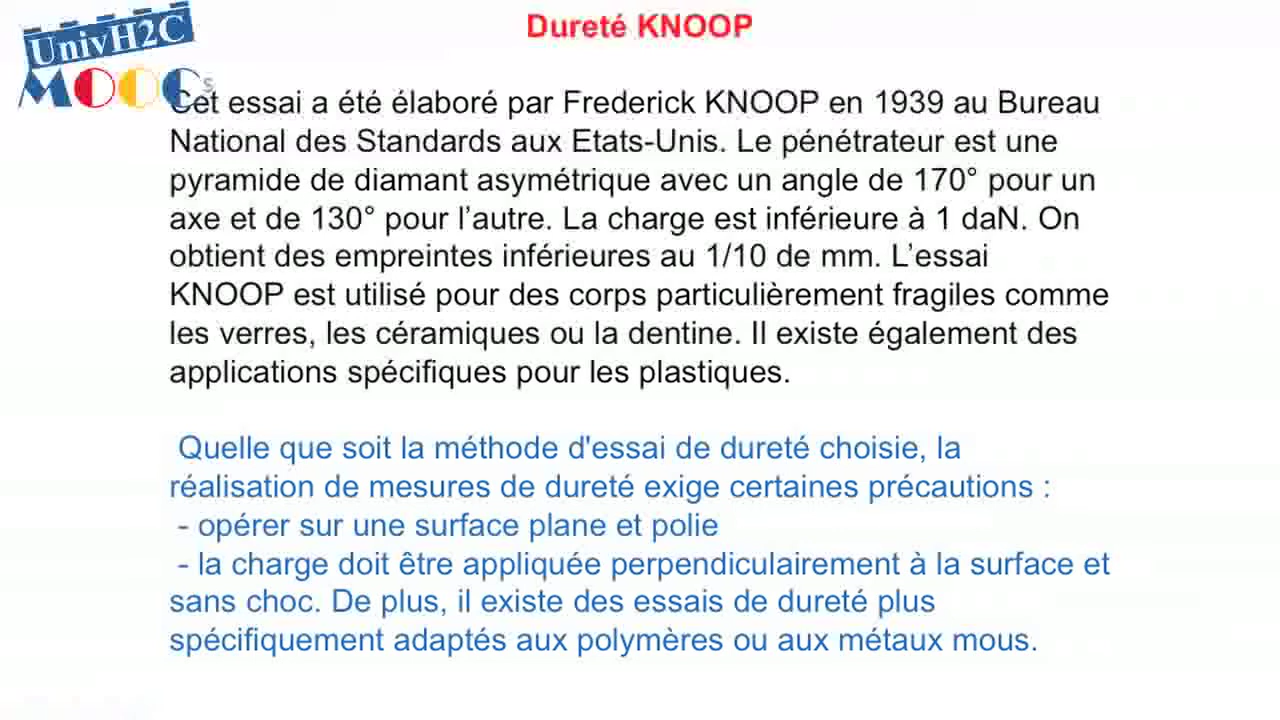 Dureté KNOOP
UnivH2C
MOOCs
Cet essai a été élaboré par Frederick KNOOP en 1939 au Bureau
National des Standards aux Etats-Unis. Le pénétrateur est une
pyramide de diamant asymétrique avec un angle de 170° pour un
axe et de 130° pour l’autre. La charge est inférieure à 1 daN. On
obtient des empreintes inférieures au 1/10 de mm. L’essai
KNOOP est utilisé pour des corps particulièrement fragiles comme
les verres, les céramiques ou la dentine. Il existe également des
applications spécifiques pour les plastiques.
Quelle que soit la méthode d'essai de dureté choisie, la
réalisation de mesures de dureté exige certaines précautions :
- opérer sur une surface plane et polie
- la charge doit être appliquée perpendiculairement à la surface et
sans choc. De plus, il existe des essais de dureté plus
spécifiquement adaptés aux polymères ou aux métaux mous.